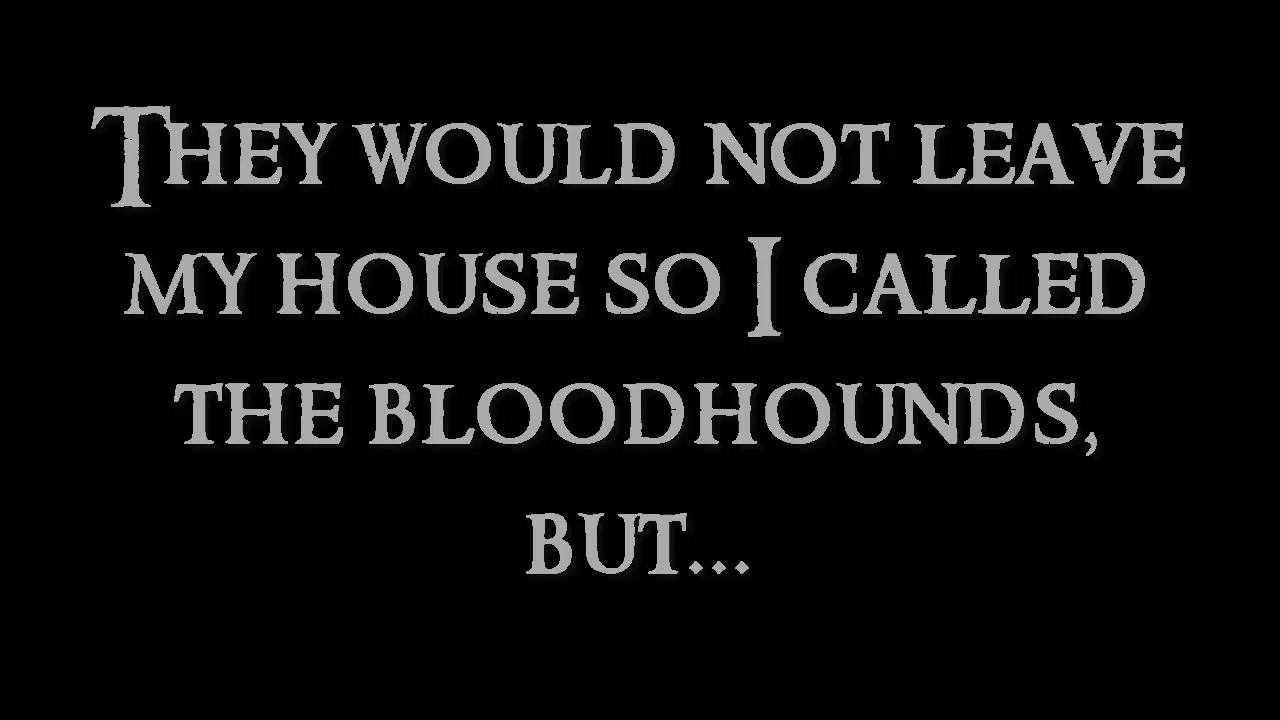 They would not leave
my house so I called
the bloodhounds,
but...